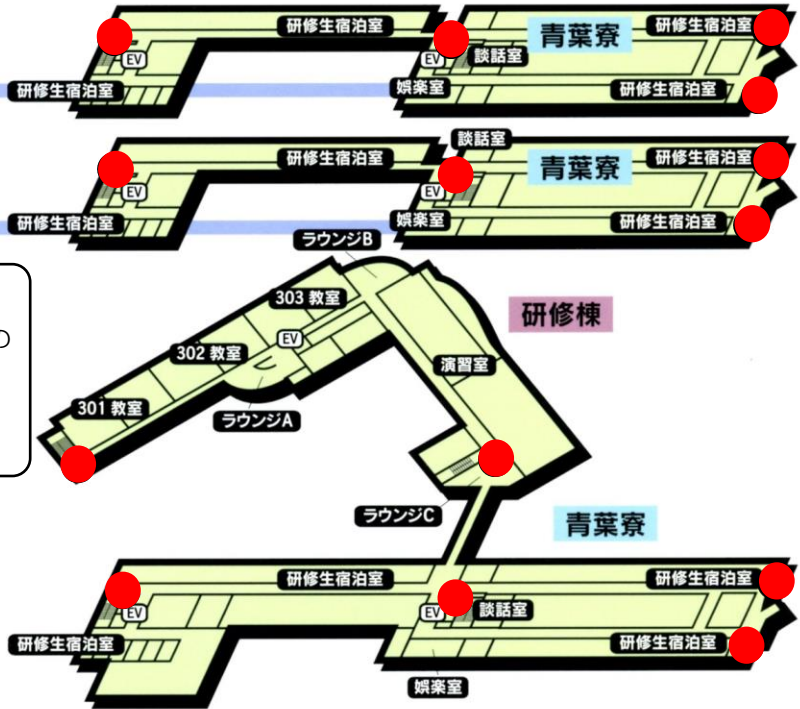 研修生宿泊室
青葉寮
研修生宿泊室
EV
EV
談話室
研修生宿泊室
娯楽室
研修生宿泊室
談話室
研修生宿泊室
青葉寮
研修生宿泊室
EV
EV
研修生宿泊室
娯楽室
研修生宿泊室
ラウンジB
303 教室
研修棟
EV
302 教室
演習室
301 教室
ラウンジA
ラウンジC
青葉寮
研修生宿泊室
研修生宿泊室
EV
EV
談話室
研修生宿泊室
研修生宿泊室
娯楽室